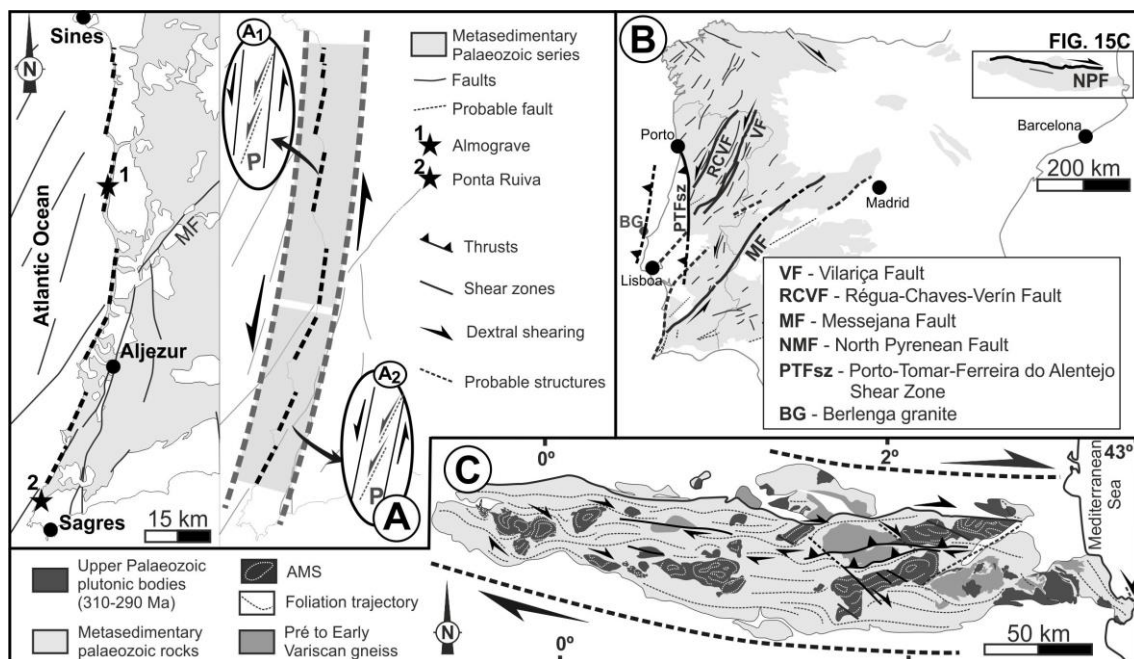 Sines
N
Atlantic Ocean
1
MF
Aljezur
2
Sagres
15 km
A1
P
A2
P
A
Metasedimentary
Palaeozoic series
Faults
Probable fault
1
Almograve
2
Ponta Ruiva
Thrusts
Shear zones
Dextral shearing
Probable structures
B
FIG. 15C
NPF
Porto
RCVF
VF
Barcelona
200 km
Madrid
BG
PTFsz
MF
Lisboa
VF - Vilariça Fault
RCVF - Régua-Chaves-Verín Fault
MF - Messejana Fault
NMF - North Pyrenean Fault
PTFsz - Porto-Tomar-Ferreira do Alentejo
Shear Zone
BG - Berlenga granite
C
0º
2º
43º
Mediterranean
Sea
0º
50 km
Upper Palaeozoic
plutonic bodies
(310-290 Ma)
AMS
Foliation trajectory
Metasedimentary
palaeozoic rocks
Pré to Early
Variscan gneiss
N